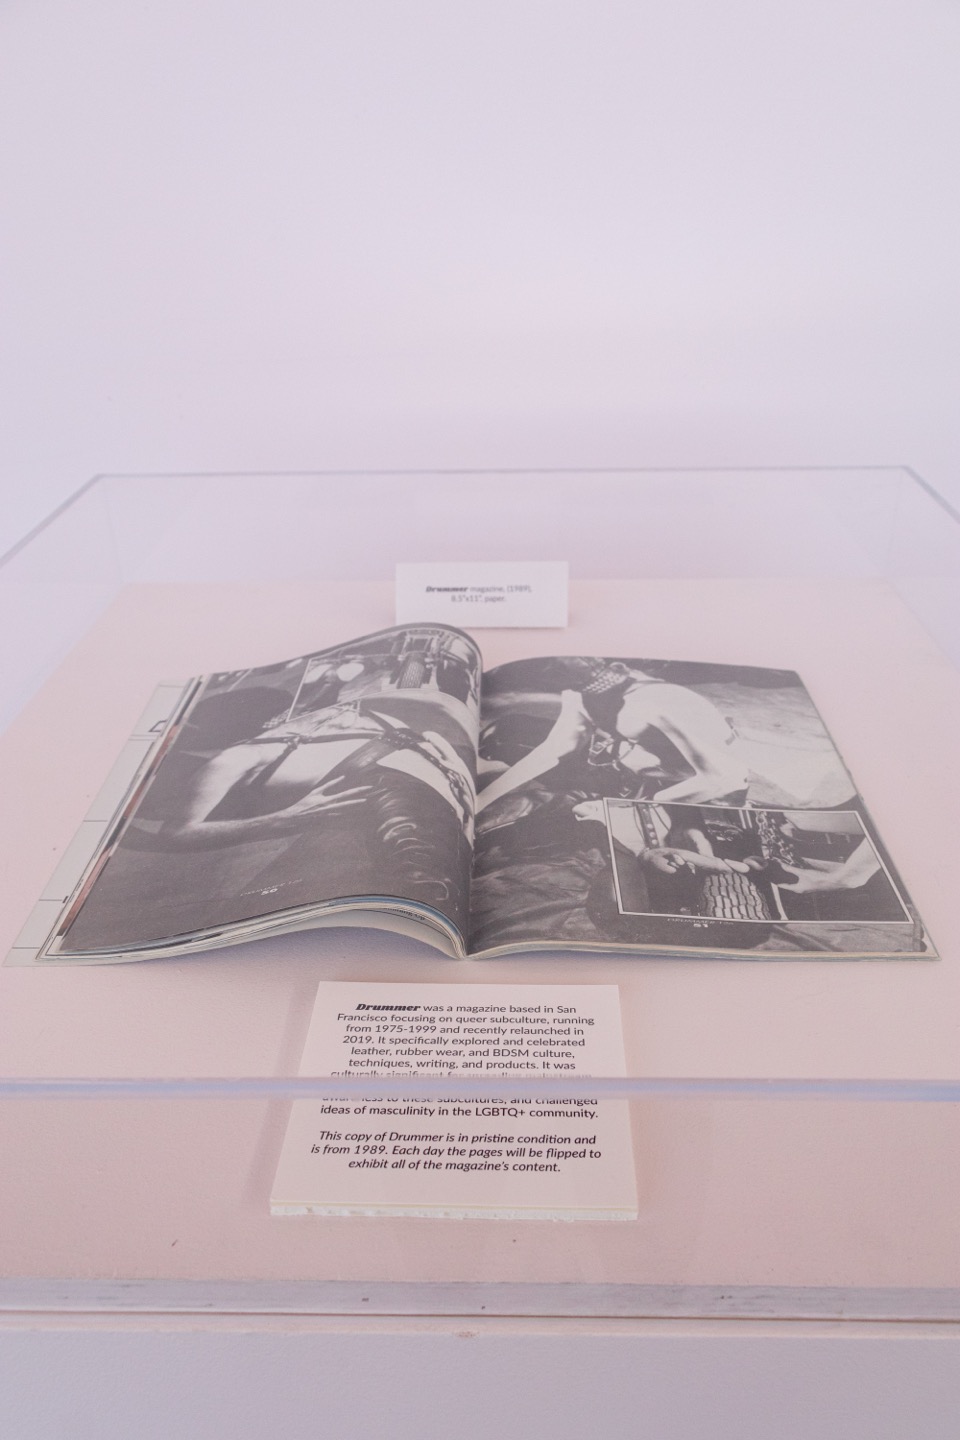 Drummer magazine, (1989).
8.5"x11", paper.
DRUMMER
50
DRUMMER
51
Drummer was a magazine based in San
Francisco focusing on queer subculture, running
from 1975-1999 and recently relaunched in
2019. It specifically explored and celebrated
leather, rubber wear, and BDSM culture,
techniques, writing, and products. It was
culturally significant for spreading mainstream
awareness to these subcultures, and challenged
ideas of masculinity in the LGBTQ+ community.
This copy of Drummer is in pristine condition and
is from 1989. Each day the pages will be flipped to
exhibit all of the magazine's content.